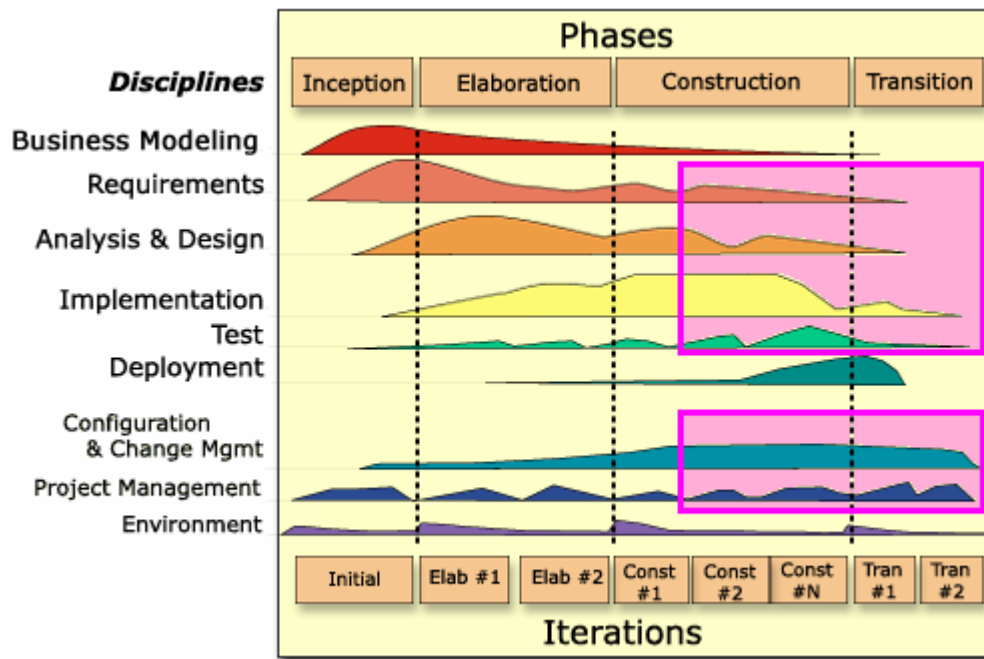 Phases
Disciplines
Inception
Elaboration
Construction
Transition
Business Modeling
Requirements
Analysis & Design
Implementation
Test
Deployment
Configuration
& Change Mgmt
Project Management
Environment
Initial
Elab #1
Elab #2
Const
#1
Const
#2
Const
#N
Tran
#1
Tran
#2
Iterations